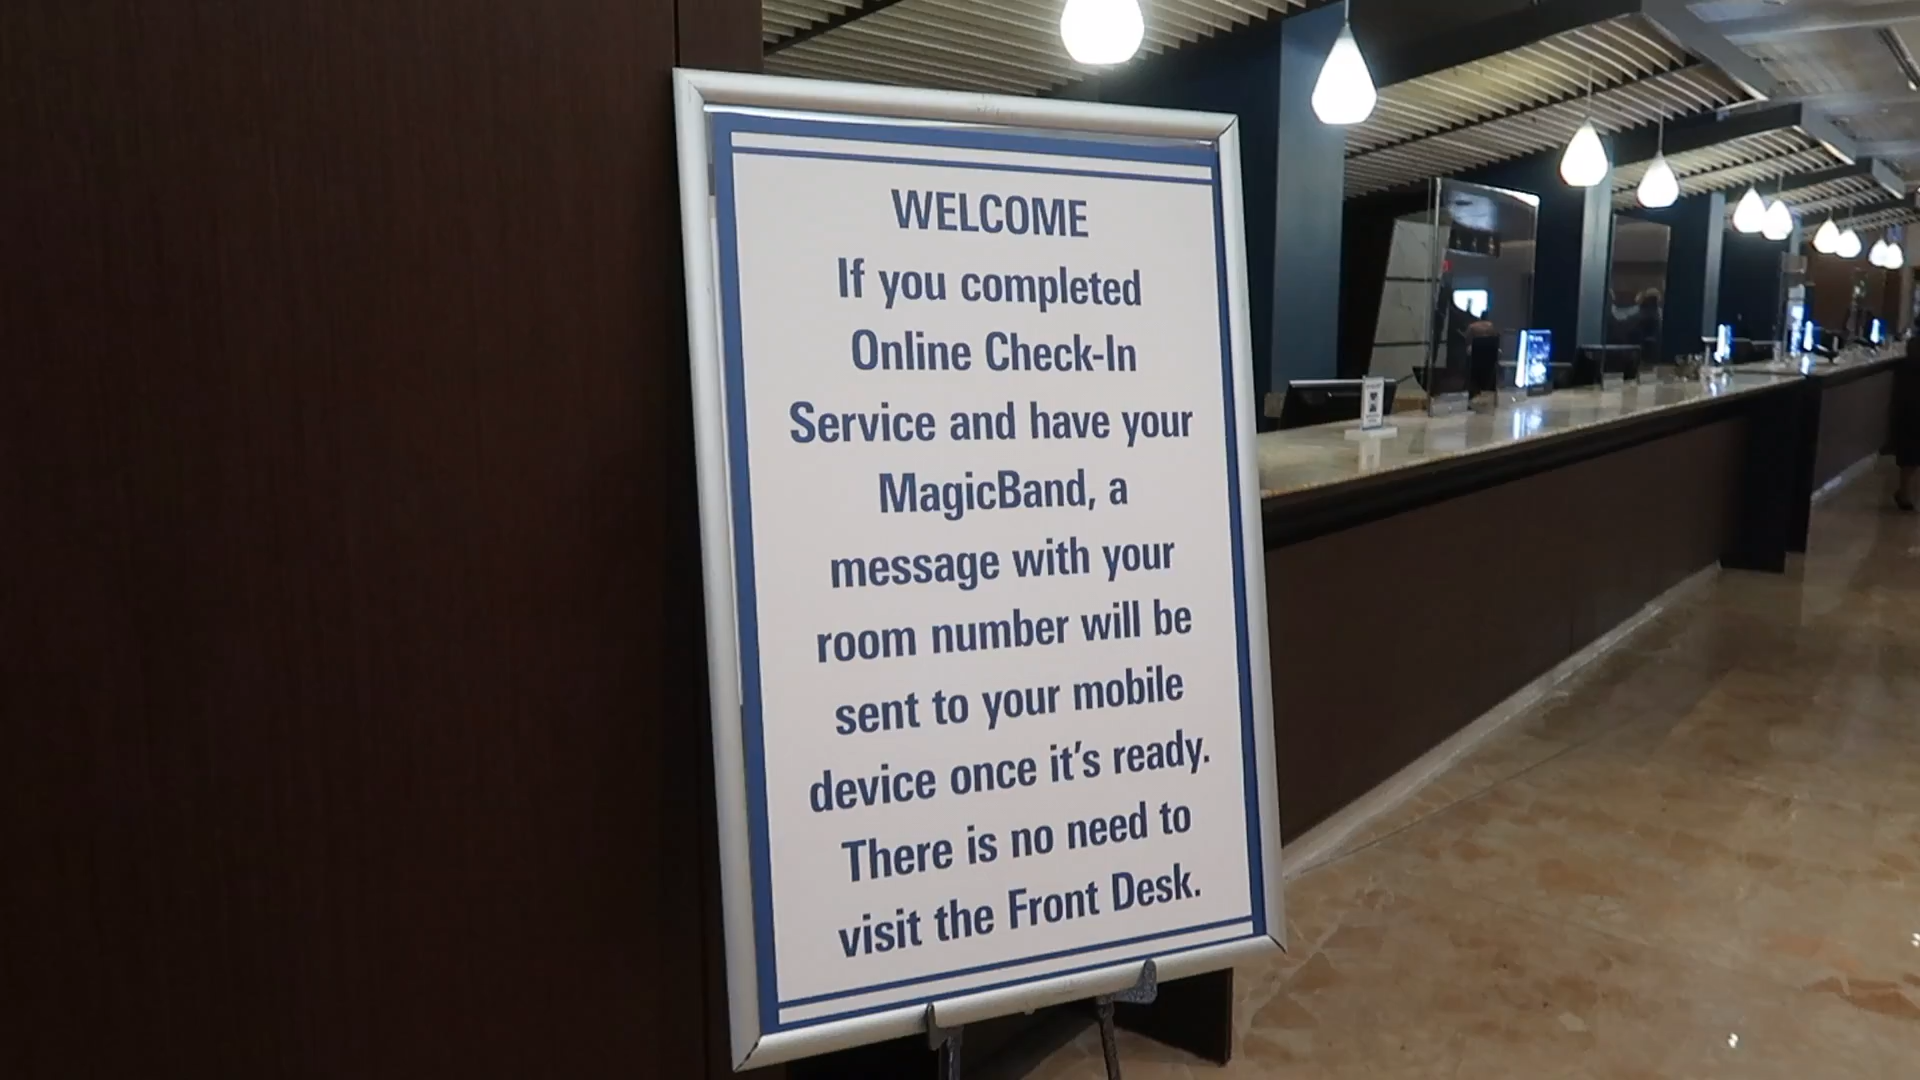 WELCOME
If you completed
Online Check-In
Service and have your
MagicBand, a
message with your
room number will be
sent to your mobile
device once it's ready.
There is no need to
visit the Front Desk.